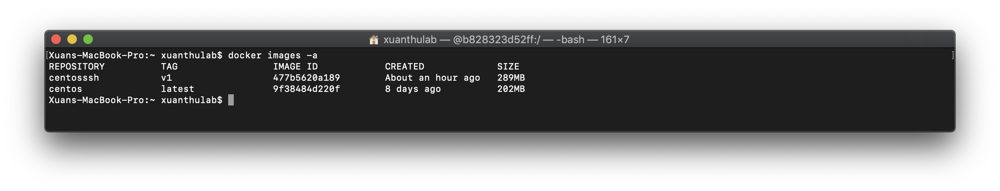 xuanthulab — @b828323d52ff:/ — -bash — 161×7
[Xuans-MacBook-Pro:~ xuanthulab$ docker images -a ]
REPOSITORY TAG IMAGE ID CREATED SIZE
centosssh v1 477b5620a189 About an hour ago 289MB
centos latest 9f38484d220f 8 days ago 202MB
Xuans-MacBook-Pro:~ xuanthulab$